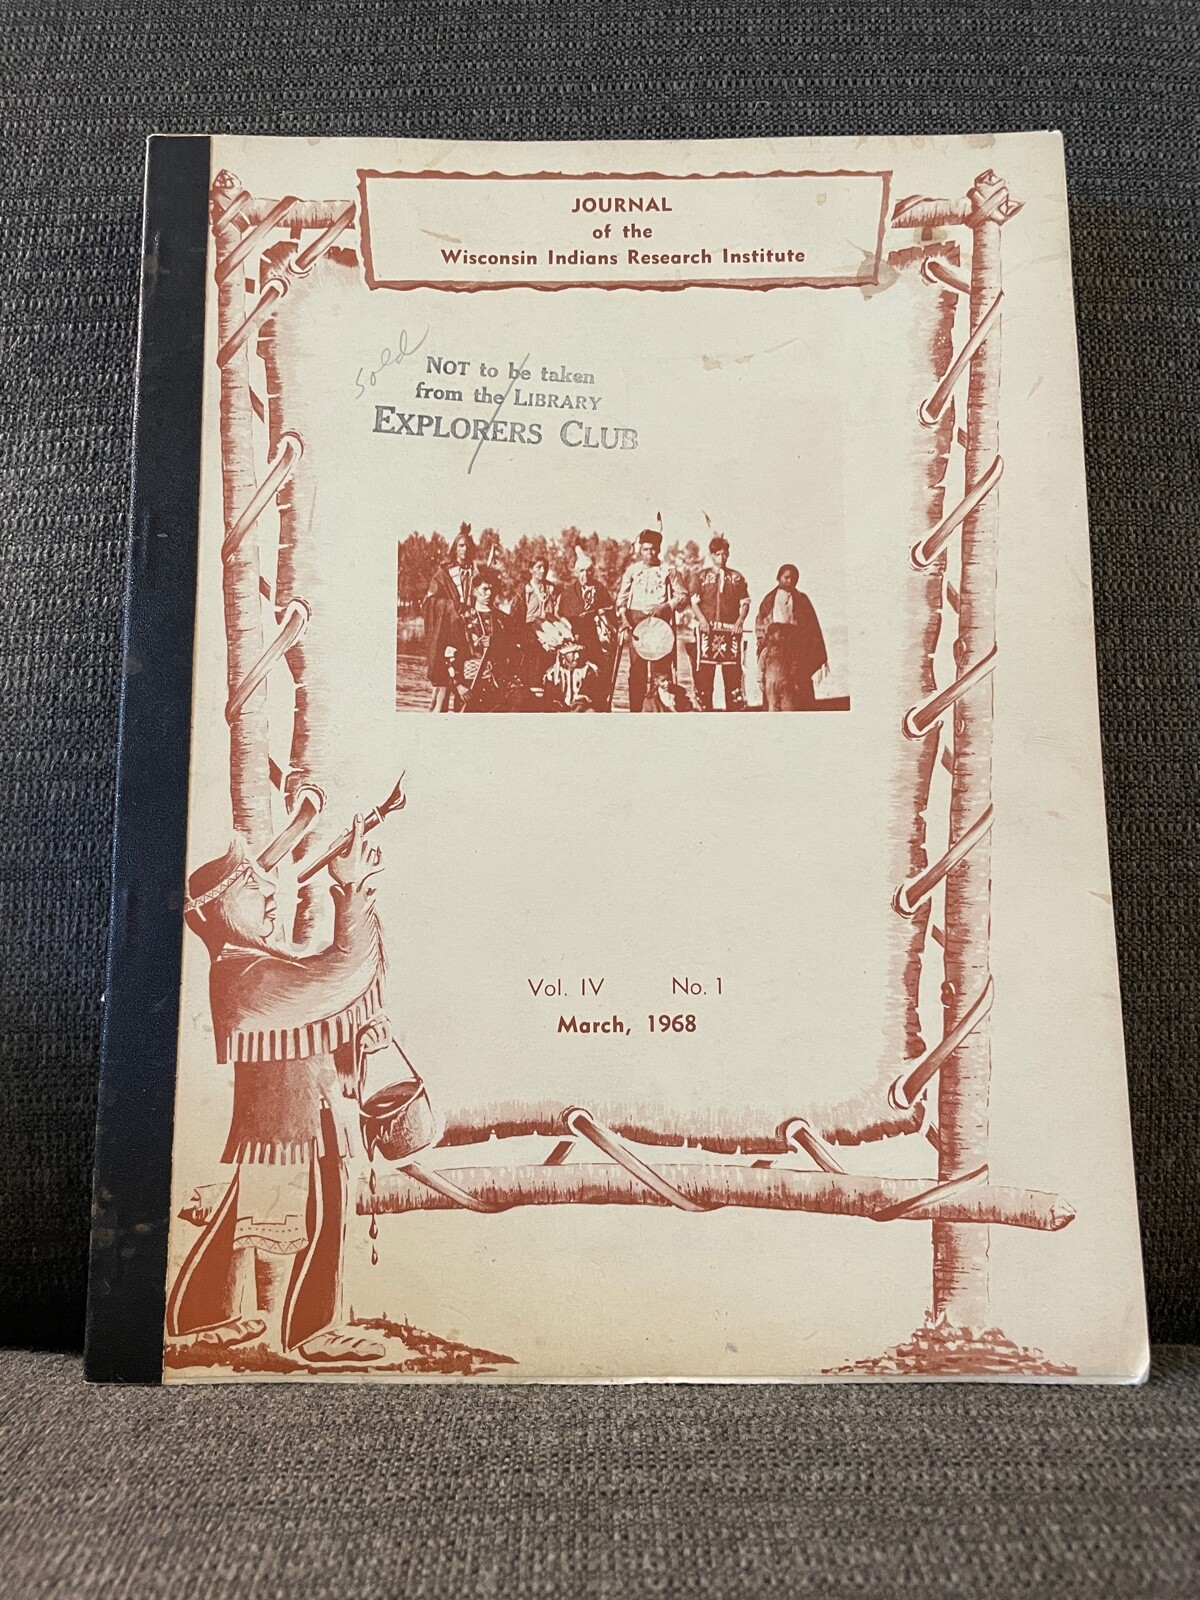 JOURNAL
of the
Wisconsin Indians Research Institute
sold
NOT to be taken
from the LIBRARY
EXPLORERS CLUB
Vol. IV No. 1
March, 1968